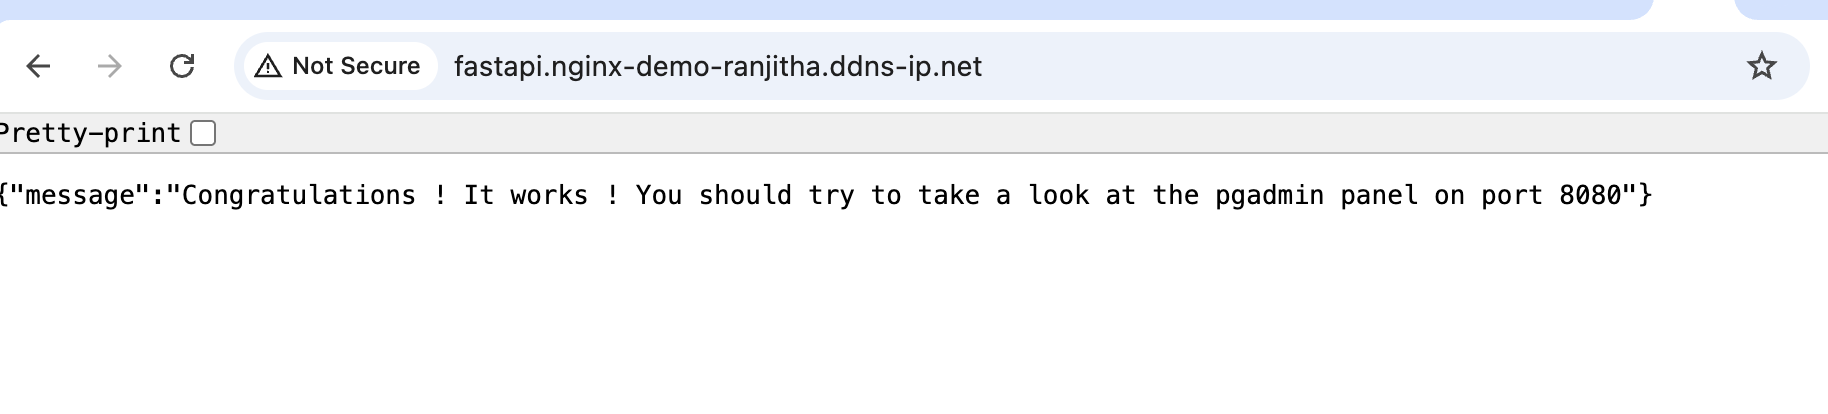 Not Secure fastapi.nginx-demo-ranjitha.ddns-ip.net
Pretty-print
{"message":"Congratulations ! It works ! You should try to take a look at the pgadmin panel on port 8080"}